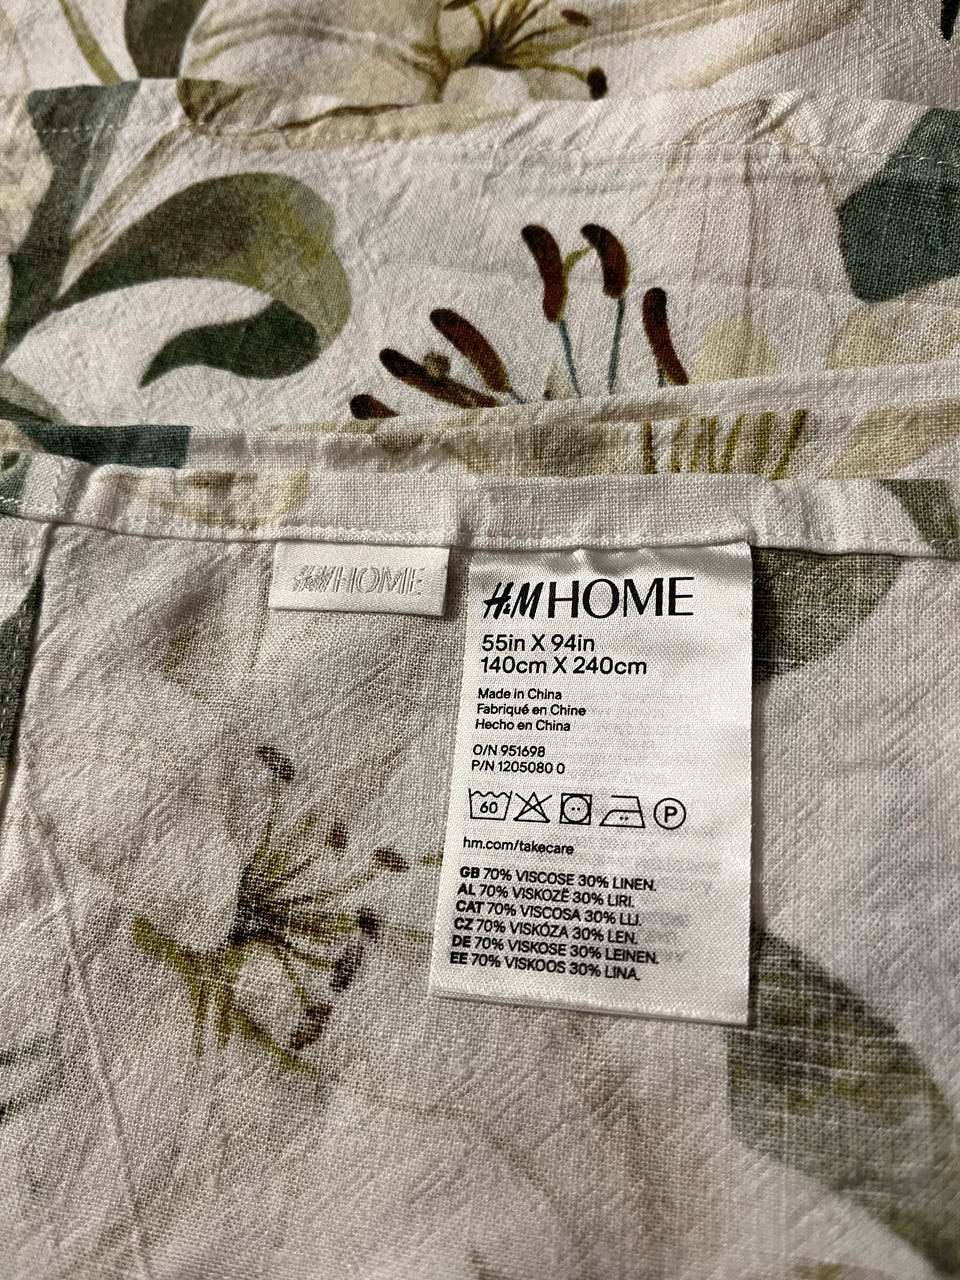 H&M HOME
H&M HOME
55in X 94in
140cm X 240cm
Made in China
Fabriqué en Chine
Hecho en China
O/N 951698
P/N 1205080 0
60 P
hm.com/takecare
GB 70% VISCOSE 30% LINEN.
AL 70% VISKOZË 30% LIRI.
CAT 70% VISCOSA 30% LLI.
CZ 70% VISKÓZA 30% LEN.
DE 70% VISKOSE 30% LEINEN.
EE 70% VISKOOS 30% LINA.